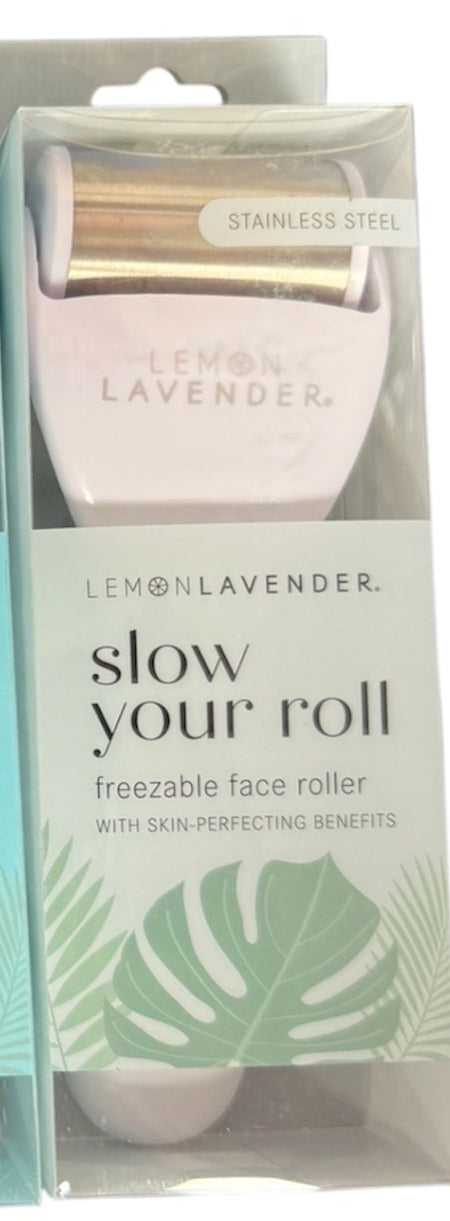 STAINLESS STEEL
LEMON
LAVENDER®
LEMONLAVENDER®
slow
your roll
freezable face roller
WITH SKIN-PERFECTING BENEFITS